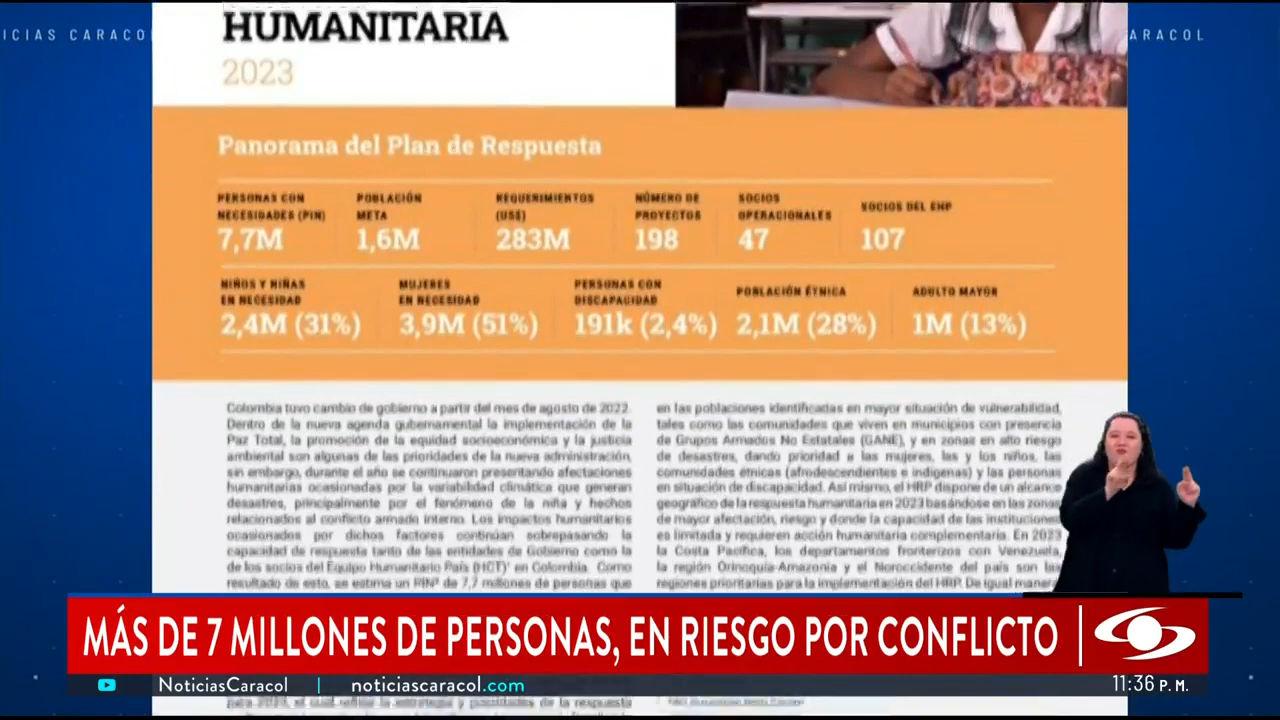 ICIAS CARACOL
ARACOL
HUMANITARIA
2023
Panorama del Plan de Respuesta
PERSONAS CON
NECESIDADES (PIN)
7,7M
POBLACIÓN
META
1,6M
REQUERIMIENTOS
(US$)
283M
NÚMERO DE
PROYECTOS
198
SOCIOS
OPERACIONALES
47
SOCIOS DEL EHP
107
NIÑOS Y NIÑAS
EN NECESIDAD
2,4M (31%)
MUJERES
EN NECESIDAD
3,9M (51%)
PERSONAS CON
DISCAPACIDAD
191k (2,4%)
POBLACIÓN ÉTNICA
2,1M (28%)
ADULTO MAYOR
1M (13%)
Colombia tuvo cambio de gobierno a partir del mes de agosto de 2022.
Dentro de la nueva agenda gubernamental la implementación de la
Paz Total, la promoción de la equidad socioeconómica y la justicia
ambiental son algunas de las prioridades de la nueva administración,
sin embargo, durante el año se continuaron presentando afectaciones
humanitarias ocasionadas por la variabilidad climática que generan
desastres, principalmente por el fenómeno de la niña y hechos
relacionados al conflicto armado interno. Los impactos humanitarios
ocasionados por dichos factores continúan sobrepasando la
capacidad de respuesta tanto de las entidades de Gobierno como la
de los socios del Equipo Humanitario País (HCT)¹ en Colombia. Como
resultado de esto, se estima un PIN² de 7,7 millones de personas que
en las poblaciones identificadas en mayor situación de vulnerabilidad,
tales como las comunidades que viven en municipios con presencia
de Grupos Armados No Estatales (GANE), y en zonas en alto riesgo
de desastres, dando prioridad a las mujeres, las y los niños, las
comunidades étnicas (afrodescendientes e indígenas) y las personas
en situación de discapacidad. Así mismo, el HRP dispone de un alcance
geográfico de la respuesta humanitaria en 2023 basándose en las zonas
de mayor afectación, riesgo y donde la capacidad de las instituciones
es limitada y requieren acción humanitaria complementaria. En 2023
la Costa Pacífica, los departamentos fronterizos con Venezuela,
la región Orinoquía-Amazonia y el Noroccidente del país son las
regiones prioritarias para la implementación del HRP. De igual manera
MÁS DE 7 MILLONES DE PERSONAS, EN RIESGO POR CONFLICTO
NoticiasCaracol | noticiascaracol.com
11:36 P.M.